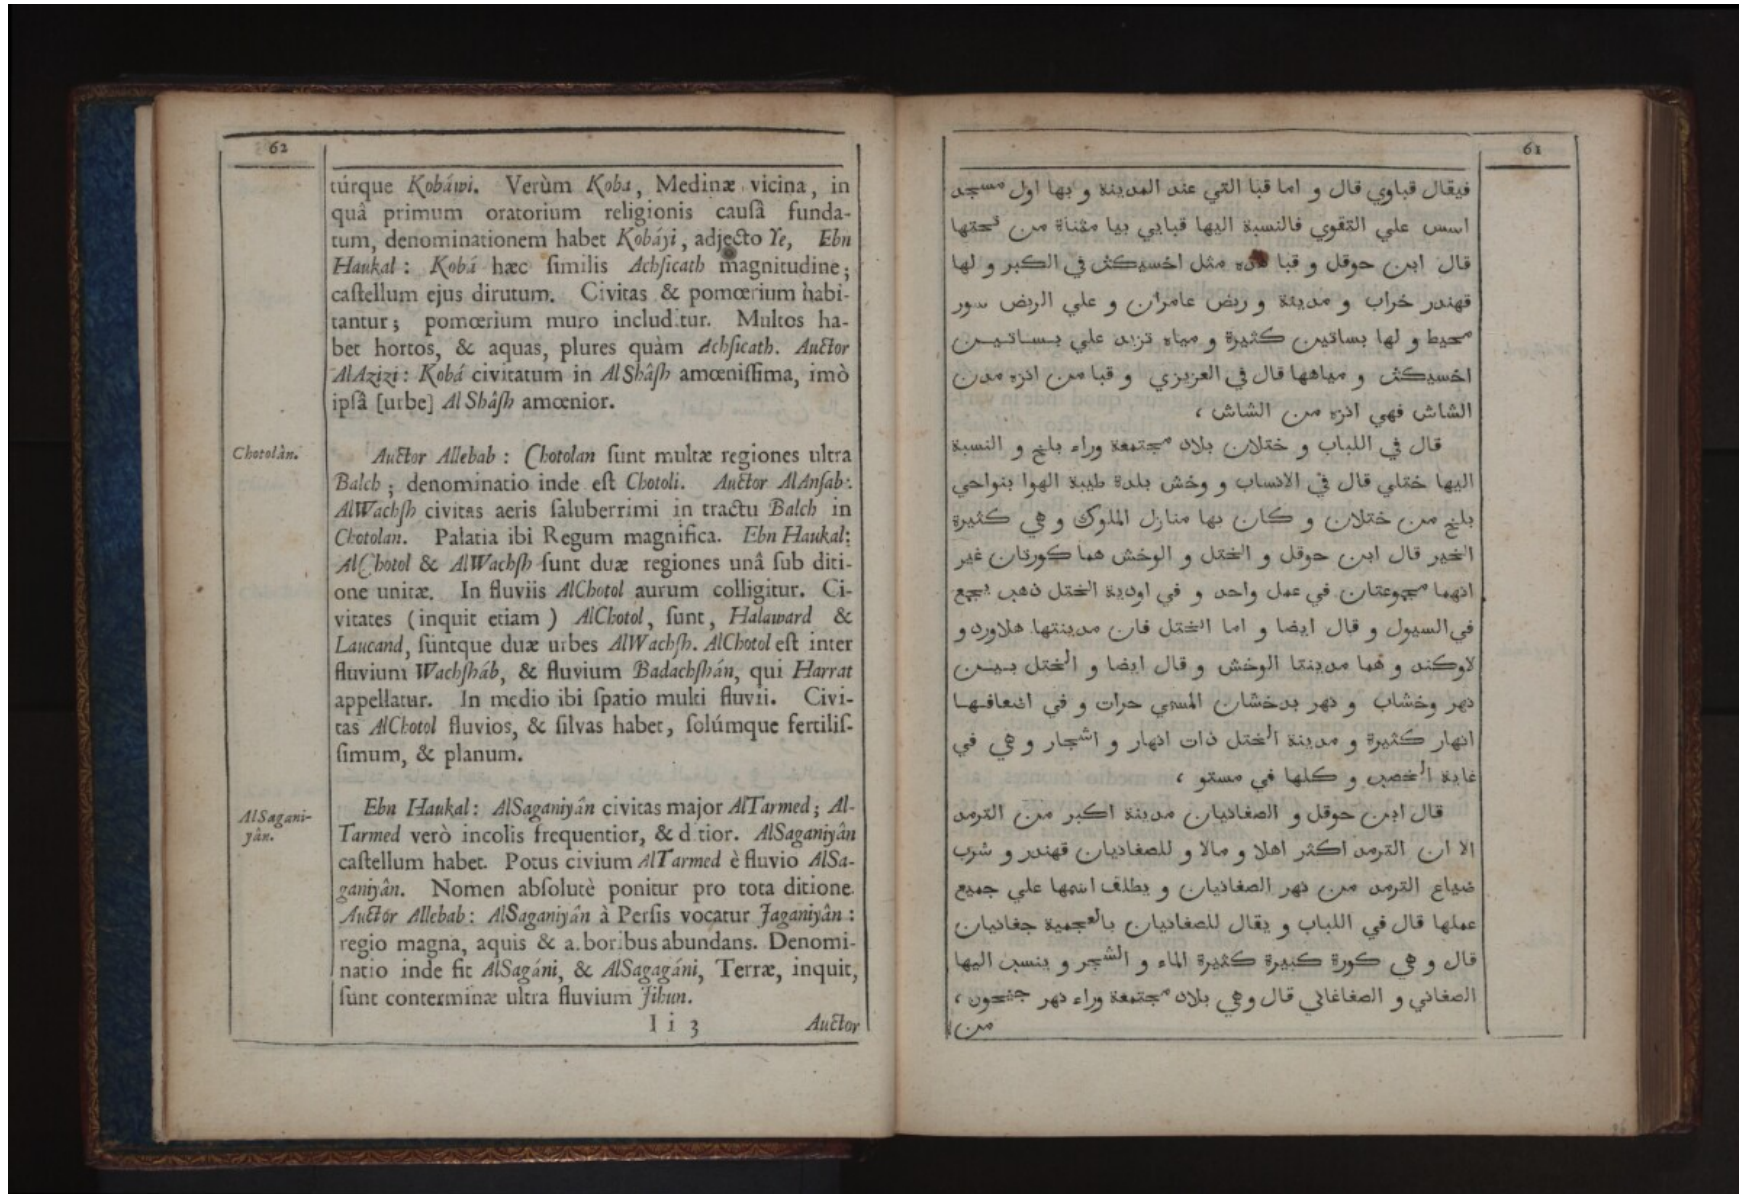 62
túrque Kobáwi. Verùm Koba, Medinæ vicina, in
quâ primum oratorium religionis cauſâ funda-
tum, denominationem habet Kobáyi, adjecto Ye, Ebn
Haukal: Kobá hæc ſimilis Achſicath magnitudine;
caſtellum ejus dirutum. Civitas & pomœrium habi-
tantur; pomœrium muro includ.tur. Multos ha-
bet hortos, & aquas, plures quàm Achſicath. Auctor
AlAzizi: Kobá civitatum in AlShâſh amœniſſima, imò
ipſâ [urbe] AlShâſh amœnior.
Chotolân.
Auctor Allebab: Chotolan ſunt multæ regiones ultra
Balch; denominatio inde eſt Chotoli. Auctor AlAnſab:
AlWachſh civitas aeris ſaluberrimi in tractu Balch in
Chotolan. Palatia ibi Regum magnifica. Ebn Haukal:
AlChotol & AlWachſh ſunt duæ regiones unâ ſub diti-
one unitæ. In fluviis AlChotol aurum colligitur. Ci-
vitates (inquit etiam) AlChotol, ſunt, Halaward &
Laucand, ſuntque duæ urbes AlWachſh. AlChotol eſt inter
fluvium Wachſháb, & fluvium Badachſhán, qui Harrat
appellatur. In medio ibi ſpatio multi fluvii. Civi-
tas AlChotol fluvios, & ſilvas habet, ſolúmque fertiliſ-
ſimum, & planum.
AlSagani-
yân.
Ebn Haukal: AlSaganiyân civitas major AlTarmed; Al-
Tarmed verò incolis frequentior, & d.tior. AlSaganiyân
caſtellum habet. Potus civium AlTarmed è fluvio AlSa-
ganiyân. Nomen abſolutè ponitur pro tota ditione.
Auctor Allebab: AlSaganiyân à Perſis vocatur Jaganiyân:
regio magna, aquis & a.boribus abundans. Denomi-
natio inde fit AlSagáni, & AlSagagáni, Terræ, inquit,
ſunt conterminæ ultra fluvium Jihun.
I i 3 Auctor
61
فيقال قباوي قال و اما قبا التي عند المدينة و بها اول مسجد
اسس علي التقوي فالنسبة اليها قبايي بيا مثناة من تحتها
قال ابن حوقل و قبا هذه مثل اخسيكث في الكبر و لها
قهندر خراب و مدينة و ربض عامران و علي الربض سور
محيط و لها بساتين كثيرة و مياه تزيد علي بساتين
اخسيكث و مياهها قال في العزيزي و قبا من انزه مدن
الشاش فهي انزه من الشاش ،
قال في اللباب و ختلان بلاد مجتمعة وراء بلخ و النسبة
اليها ختلي قال في الانساب و وخش بلدة طيبة الهوا بنواحي
بلخ من ختلان و كان بها منازل الملوك و هي كثيرة
الخير قال ابن حوقل و الختل و الوخش هما كورتان غير
انهما مجموعتان في عمل واحد و في اودية الختل ذهب يجمع
في السيول و قال ايضا و اما الختل فان مدينتها هلاورد و
لاوكند و هما مدينتا الوخش و قال ايضا و الختل بين
نهر وخشاب و نهر بدخشان المسمي حرات و في اضعافها
انهار كثيرة و مدينة الختل ذات انهار و اشجار و هي في
غاية الخصب و كلها في مستو ،
قال ابن حوقل و الصغانيان مدينة اكبر من الترمد
الا ان الترمد اكثر اهلا و مالا و للصغانيان قهندر و شرب
ضياع الترمد من نهر الصغانيان و يطلق اسمها علي جميع
عملها قال في اللباب و يقال للصغانيان بالعجمية جغانيان
قال و هي كورة كبيرة كثيرة الماء و الشجر و ينسب اليها
الصغاني و الصغاغاني قال وهي بلاد مجتمعة وراء نهر جيحون ،
من